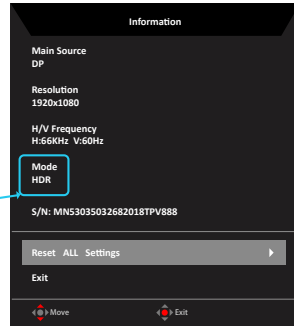 Information
Main Source
DP
Resolution
1920x1080
H/V Frequency
H:66KHz V:60Hz
Mode
HDR
S/N: MN53035032682018TPV888
Reset ALL Settings
Exit
Move Exit